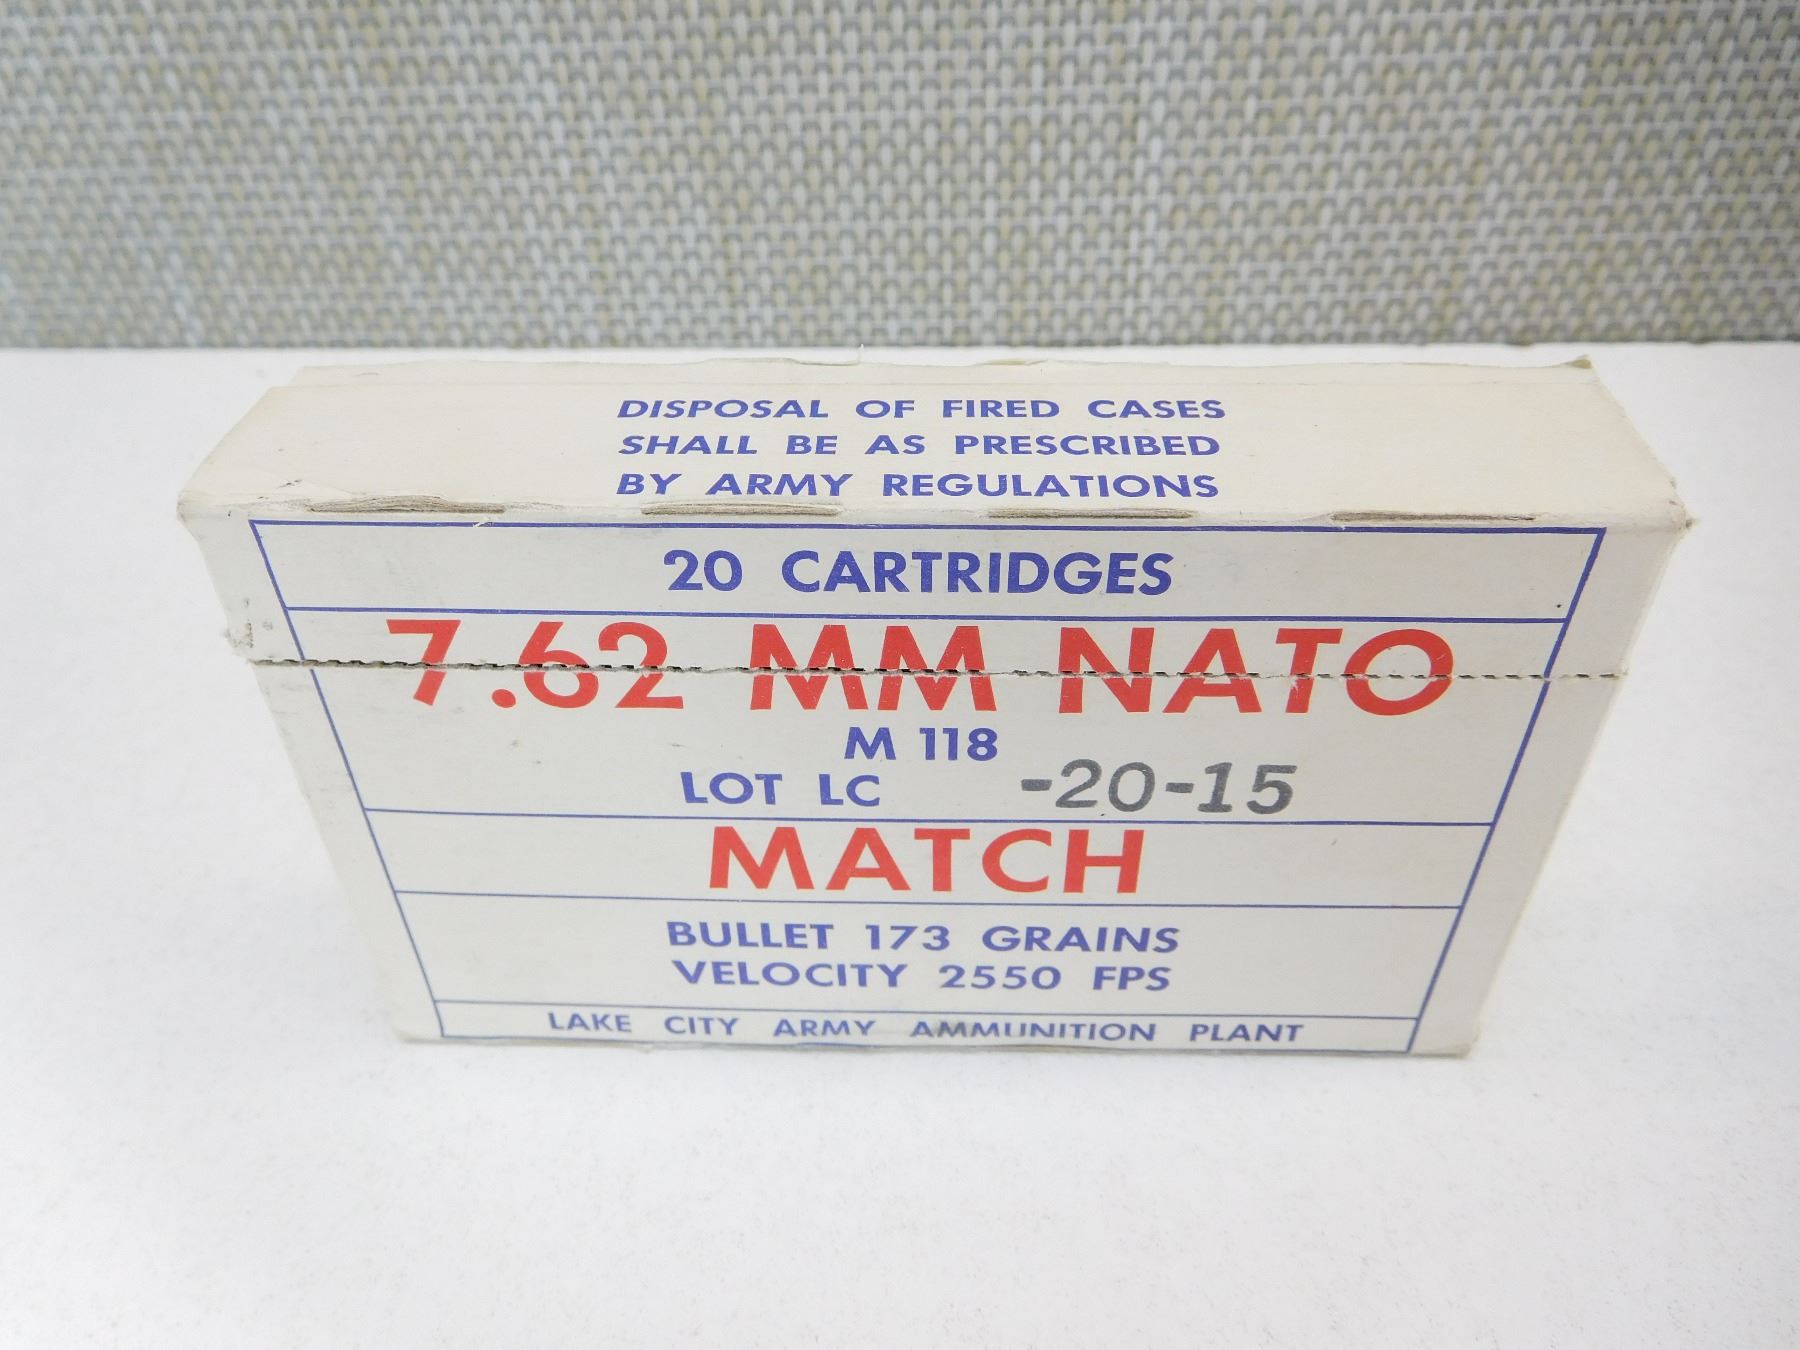 DISPOSAL OF FIRED CASES
SHALL BE AS PRESCRIBED
BY ARMY REGULATIONS
20 CARTRIDGES
7.62 MM NATO
M 118
LOT LC -20-15
MATCH
BULLET 173 GRAINS
VELOCITY 2550 FPS
LAKE CITY ARMY AMMUNITION PLANT